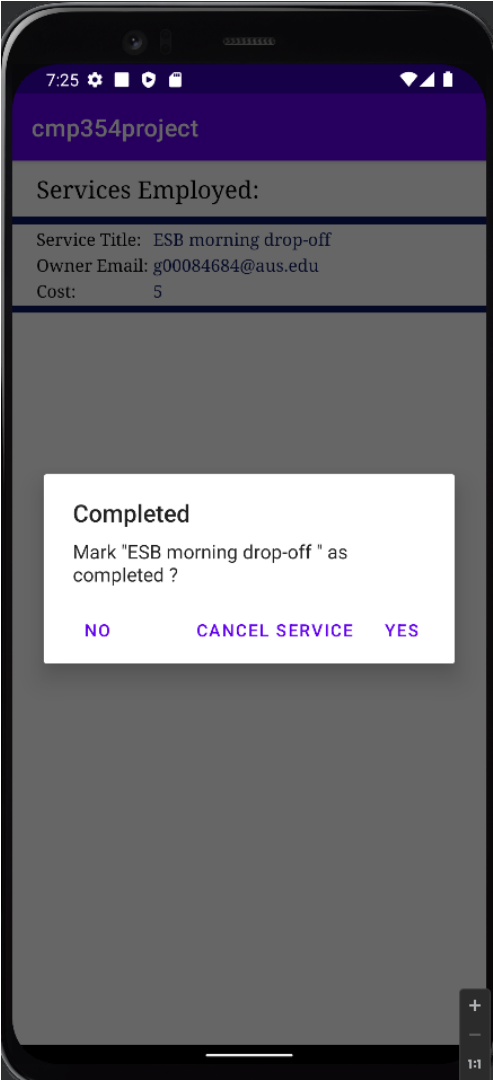 7:25
cmp354project
Services Employed:
Service Title: ESB morning drop-off
Owner Email: g00084684@aus.edu
Cost: 5
Completed
Mark "ESB morning drop-off " as
completed ?
NO CANCEL SERVICE YES
1:1